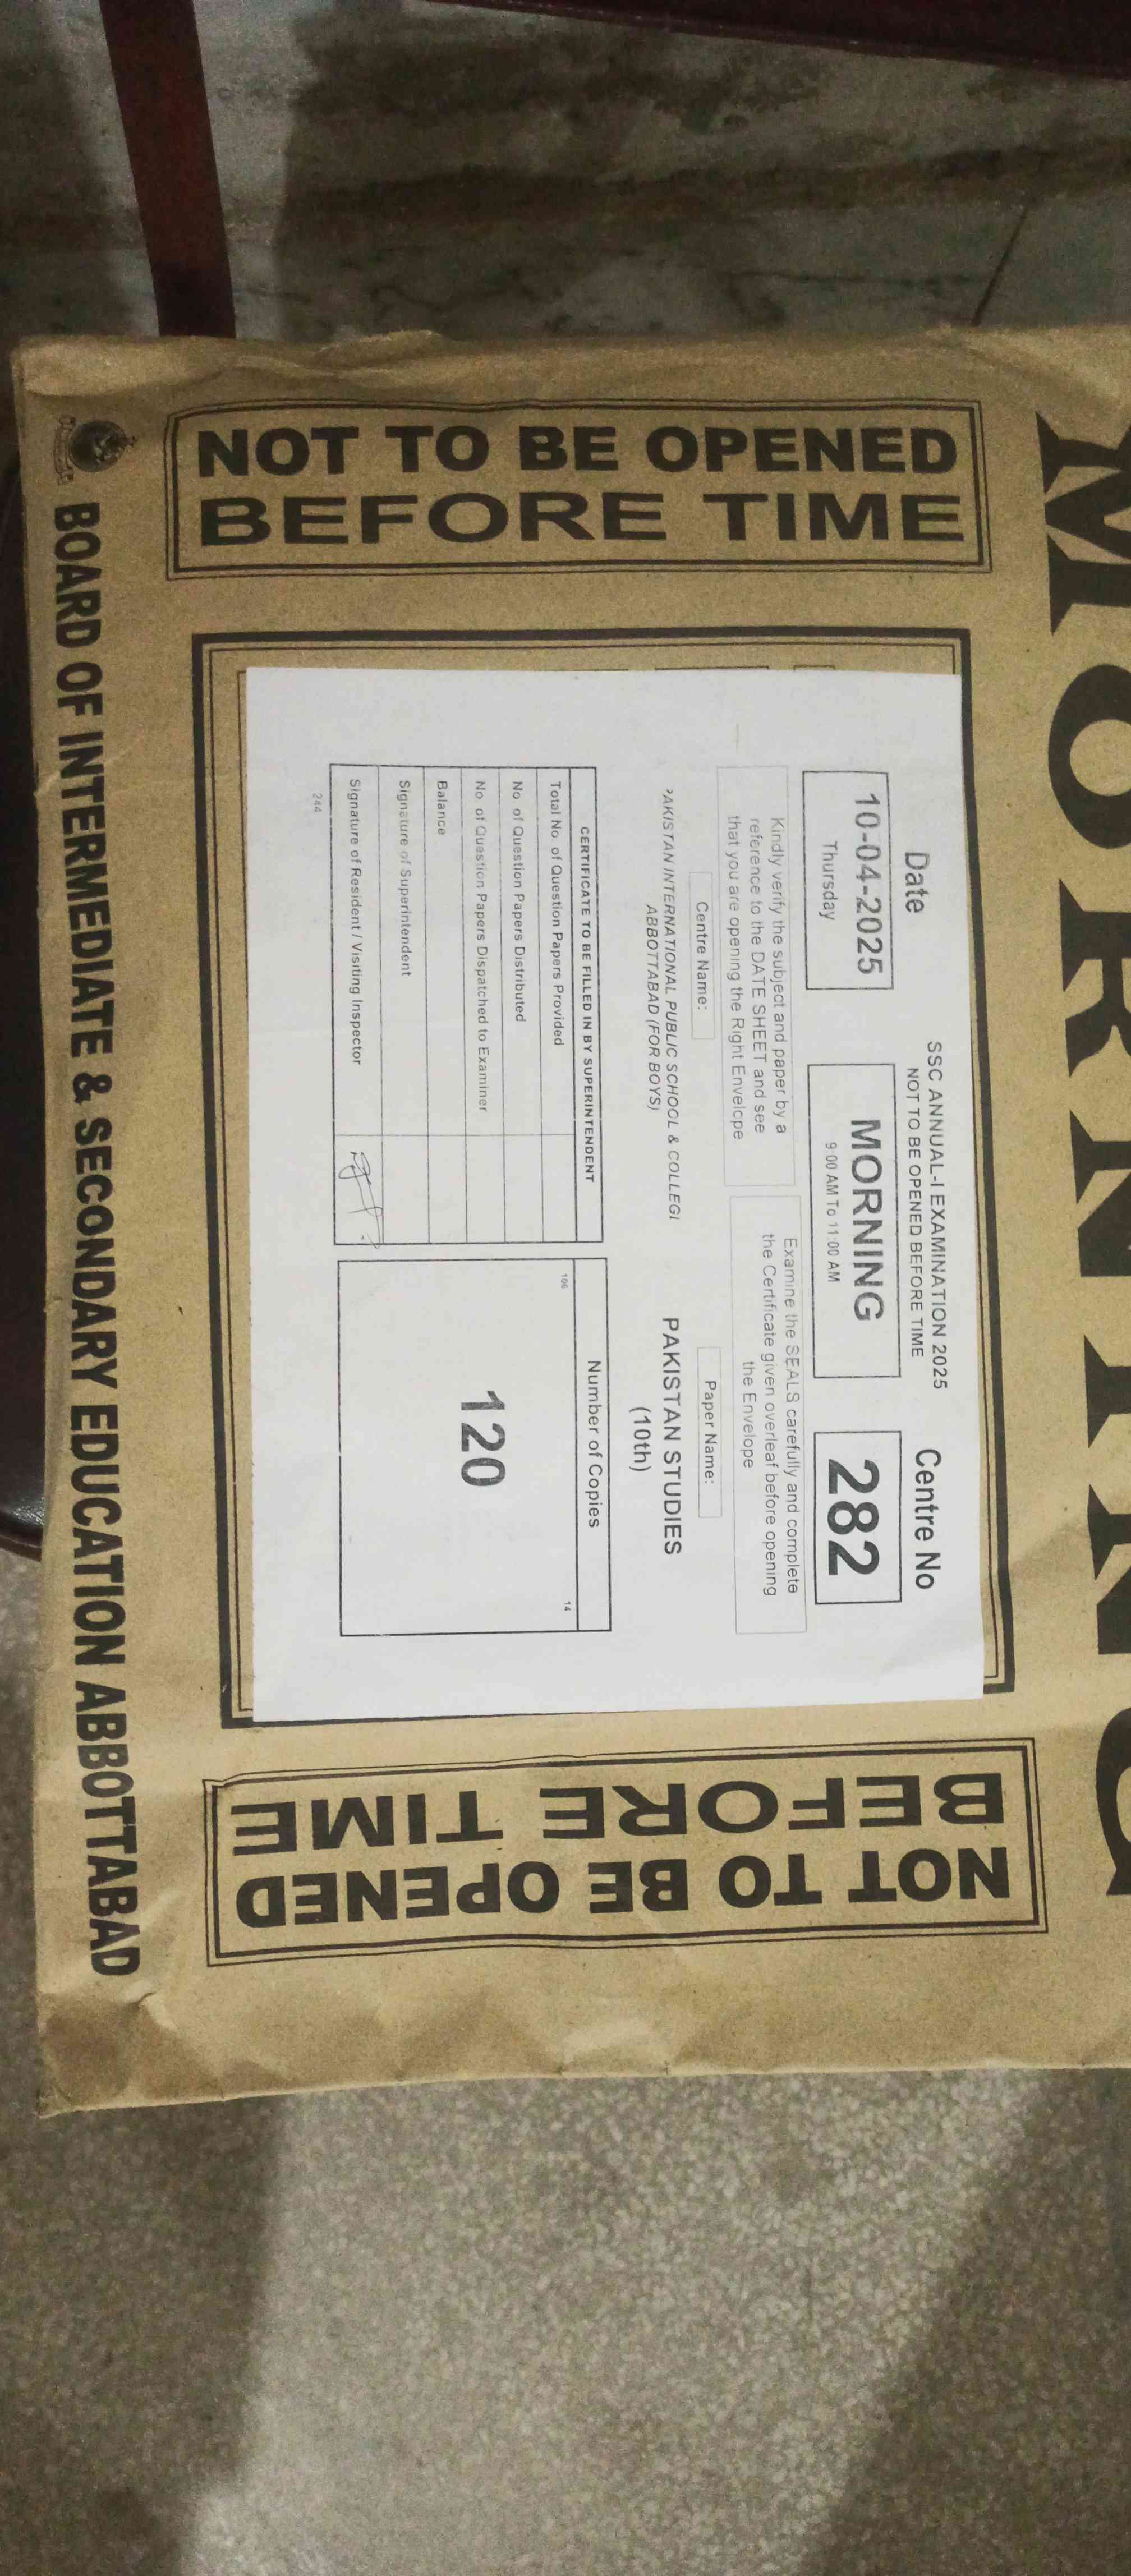 MORNING
NOT TO BE OPENED
BEFORE TIME
SSC ANNUAL-I EXAMINATION 2025
NOT TO BE OPENED BEFORE TIME
Date
10-04-2025
Thursday
MORNING
9:00 AM To 11:00 AM
Centre No
282
Kindly verify the subject and paper by a
reference to the DATE SHEET and see
that you are opening the Right Envelope
Examine the SEALS carefully and complete
the Certificate given overleaf before opening
the Envelope
Centre Name:
PAKISTAN INTERNATIONAL PUBLIC SCHOOL & COLLEGI
ABBOTTABAD (FOR BOYS)
Paper Name:
PAKISTAN STUDIES
(10th)
CERTIFICATE TO BE FILLED IN BY SUPERINTENDENT
Total No. of Question Papers Provided
No. of Question Papers Distributed
No. of Question Papers Dispatched to Examiner
Balance
Signature of Superintendent
Signature of Resident / Visiting Inspector
244
Number of Copies
106
14
120
NOT TO BE OPENED
BEFORE TIME
BOARD OF INTERMEDIATE & SECONDARY EDUCATION ABBOTTABAD